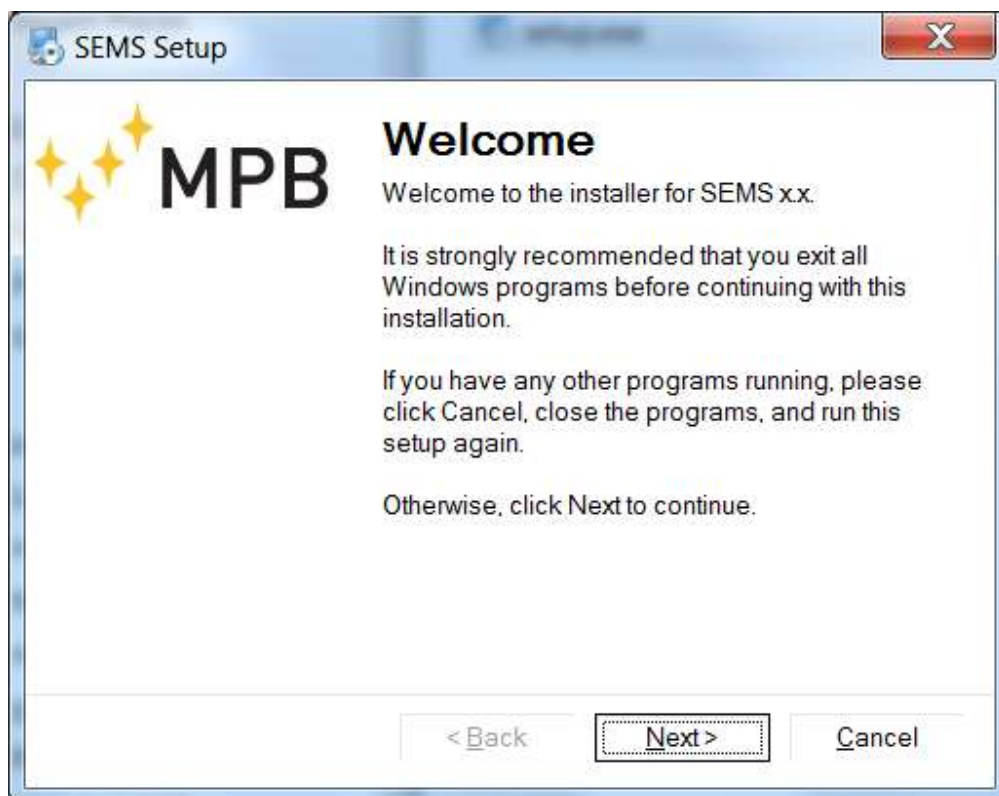 SEMS Setup
MPB
Welcome
Welcome to the installer for SEMS x.x.
It is strongly recommended that you exit all
Windows programs before continuing with this
installation.
If you have any other programs running, please
click Cancel, close the programs, and run this
setup again.
Otherwise, click Next to continue.
< Back
Next >
Cancel